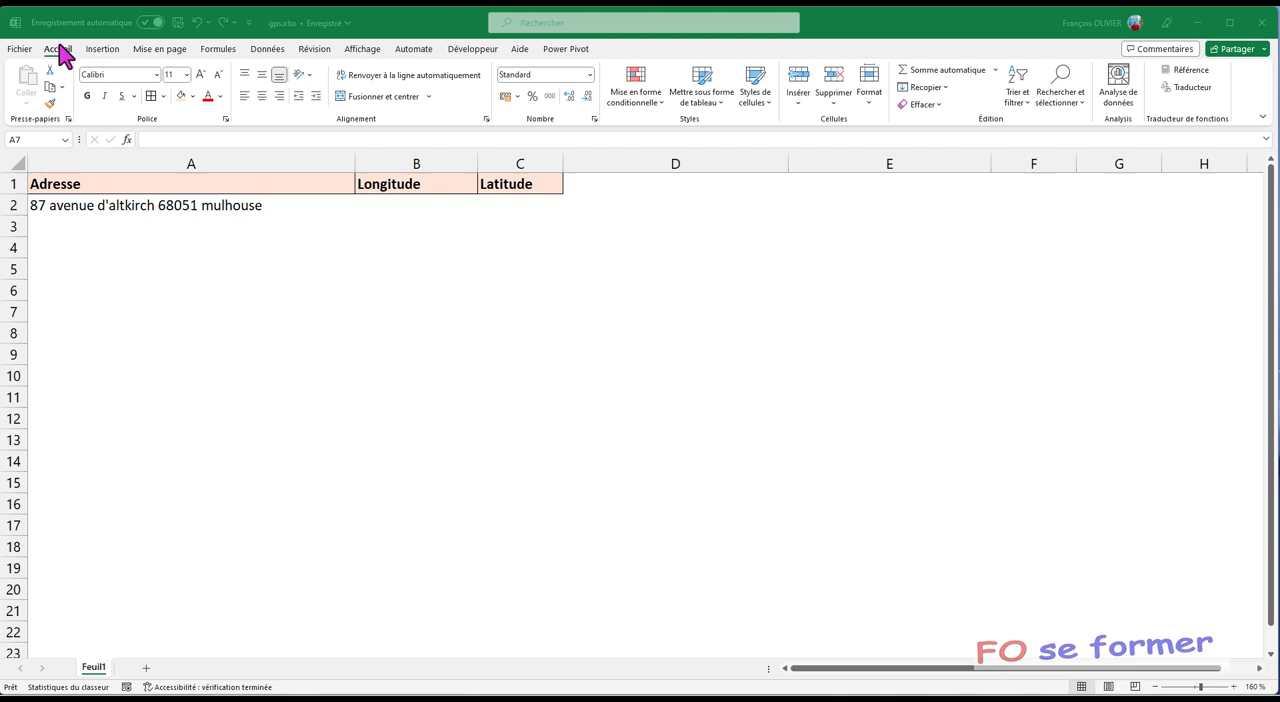 Enregistrement automatique gps.xlsx • Enregistré Rechercher François OLIVIER
Fichier Accueil Insertion Mise en page Formules Données Révision Affichage Automate Développeur Aide Power Pivot Commentaires Partager
Coller
Presse-papiers
Calibri 11
G I S
Police
Renvoyer à la ligne automatiquement
Fusionner et centrer
Alignement
Standard
% 000
Nombre
Mise en forme conditionnelle
Mettre sous forme de tableau
Styles de cellules
Styles
Insérer Supprimer Format
Cellules
Somme automatique
Recopier
Effacer
Trier et filtrer
Rechercher et sélectionner
Édition
Analyse de données
Analysis
Référence
Traducteur
Traducteur de fonctions
A7 fx
A B C D E F G H
1 Adresse Longitude Latitude
2 87 avenue d'altkirch 68051 mulhouse
3
4
5
6
7
8
9
10
11
12
13
14
15
16
17
18
19
20
21
22
23
FO se former
Feuil1
Prêt Statistiques du classeur Accessibilité : vérification terminée 160 %